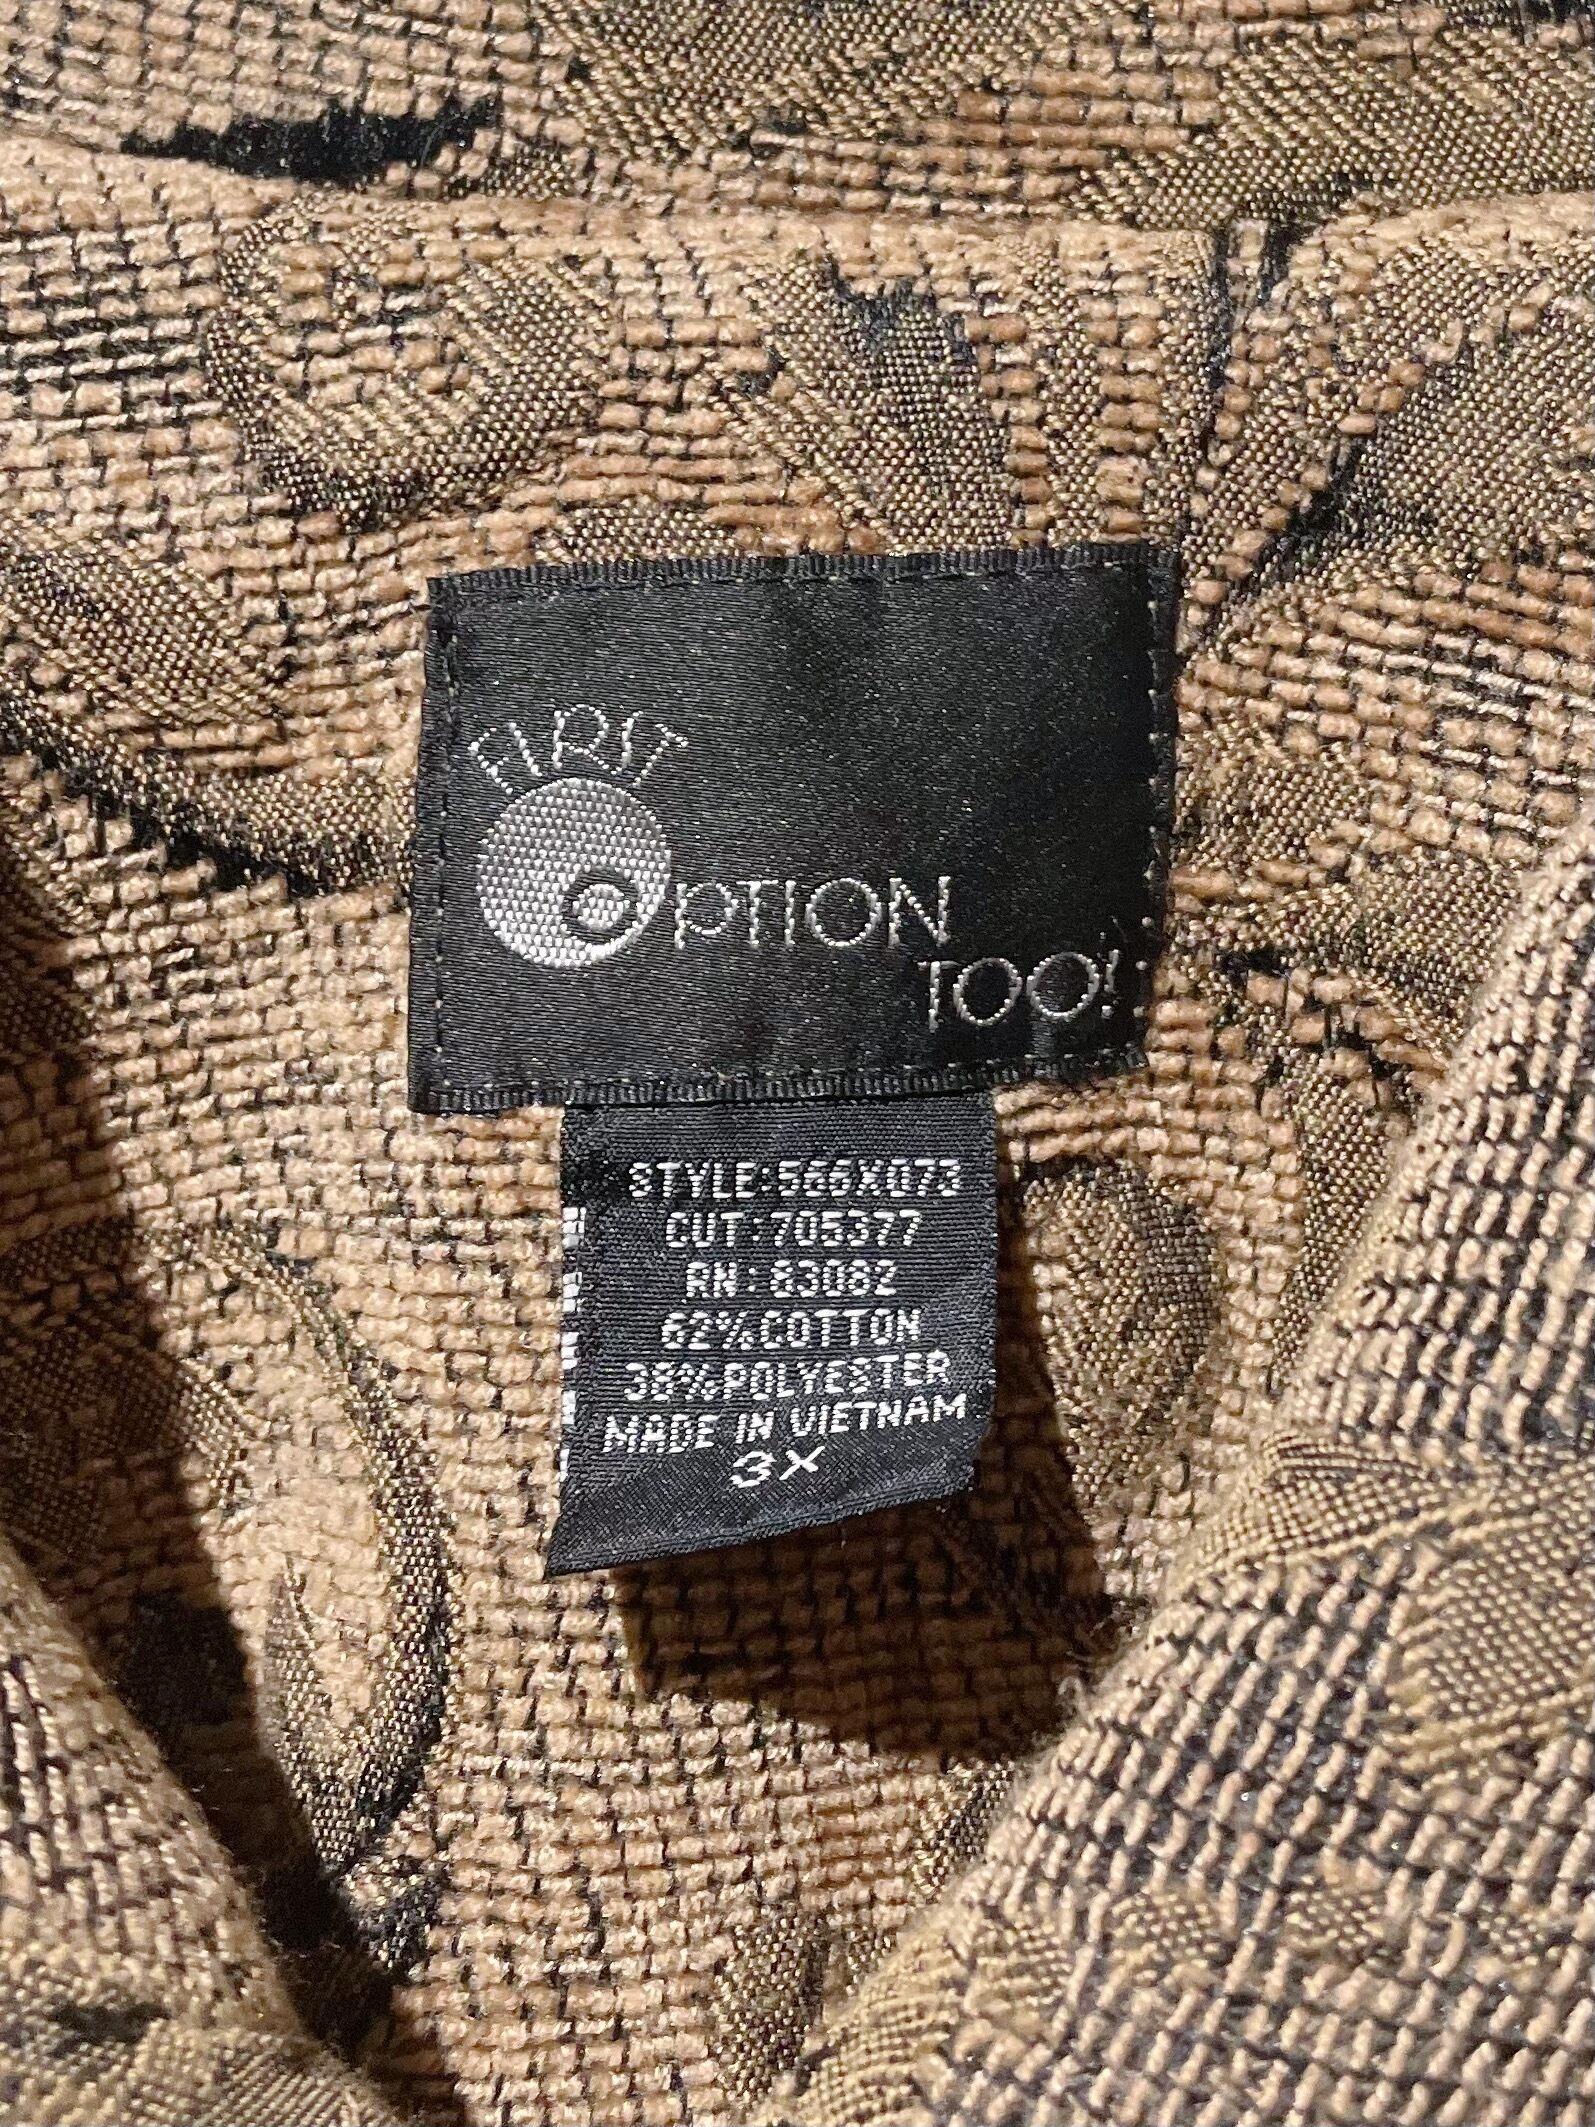 FIRST
OPTION
TOO!
STYLE:566X073
CUT:705377
RN:83082
62%COTTON
38%POLYESTER
MADE IN VIETNAM
3X